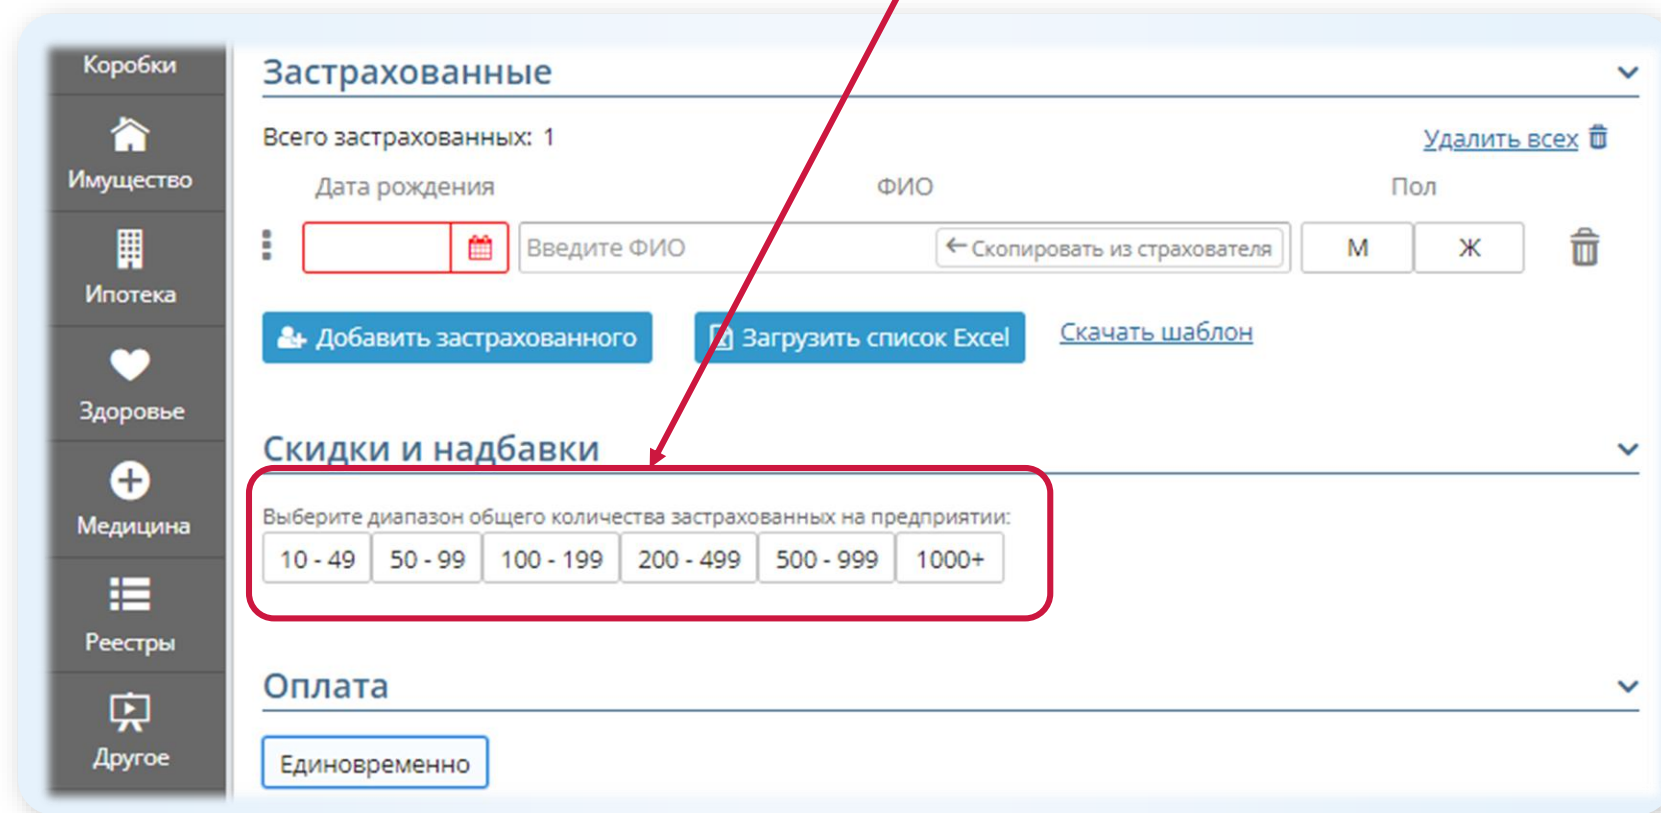 Коробки
Имущество
Ипотека
Здоровье
Медицина
Реестры
Другое
Застрахованные
Всего застрахованных: 1
Удалить всех
Дата рождения ФИО Пол
Введите ФИО Скопировать из страхователя М Ж
Добавить застрахованного Загрузить список Excel Скачать шаблон
Скидки и надбавки
Выберите диапазон общего количества застрахованных на предприятии:
10 - 49 50 - 99 100 - 199 200 - 499 500 - 999 1000+
Оплата
Единовременно